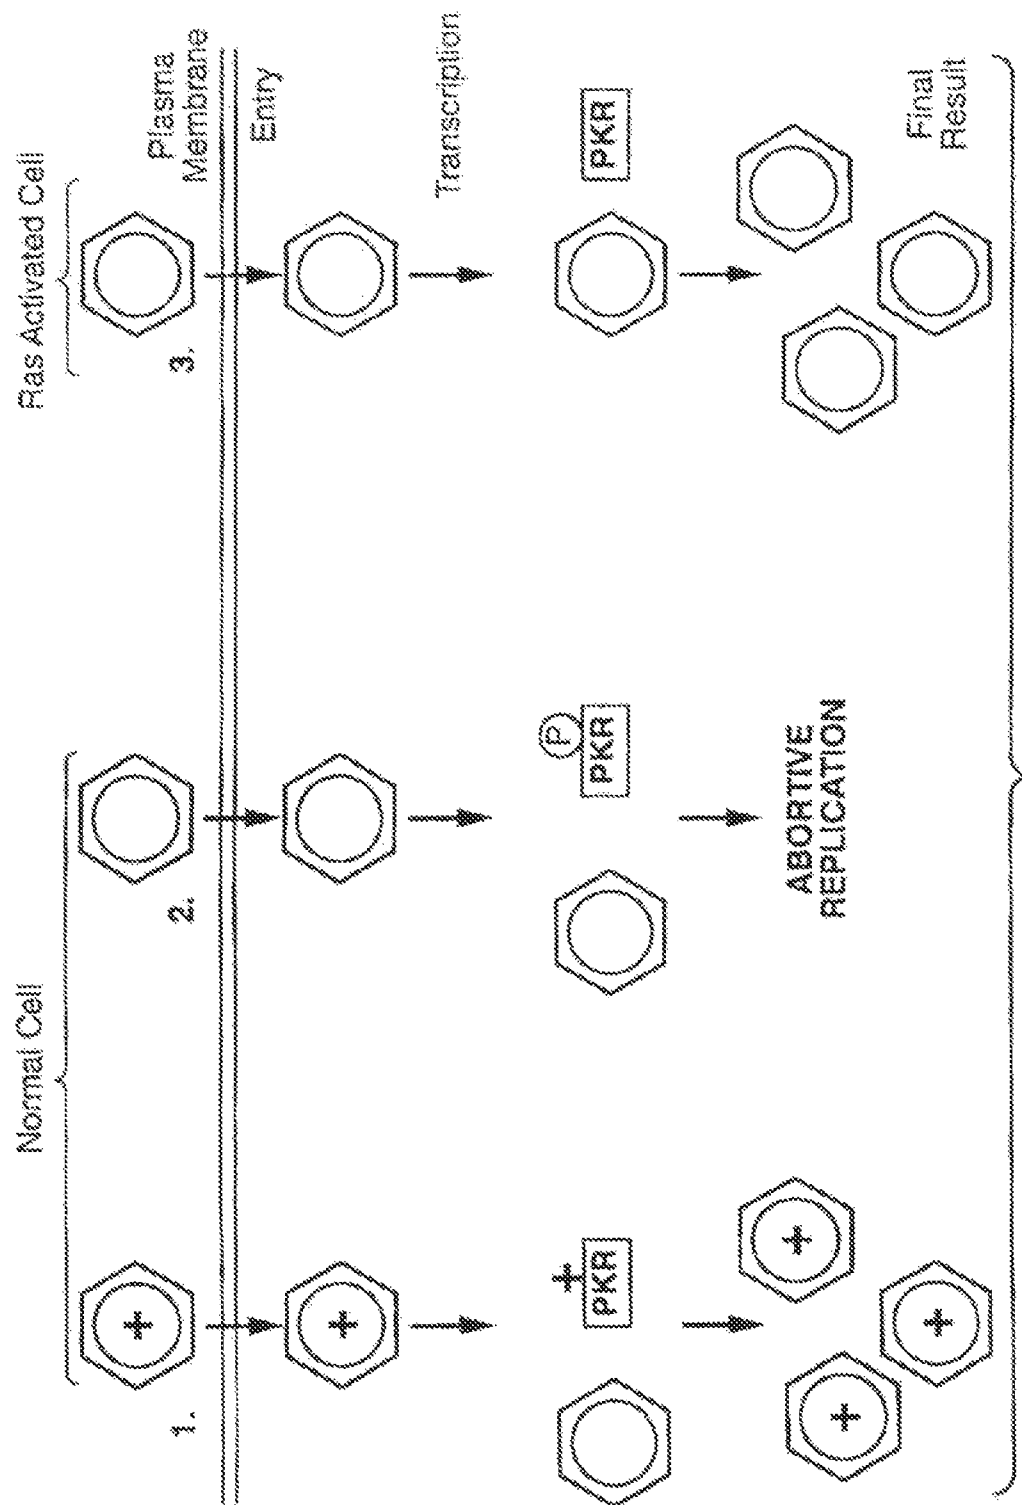 Normal Cell
Ras Activated Cell
1.
2.
3.
Plasma
Membrane
Entry
Transcription
+
+
+
PKR
P
PKR
PKR
+
+
+
ABORTIVE
REPLICATION
Final
Result